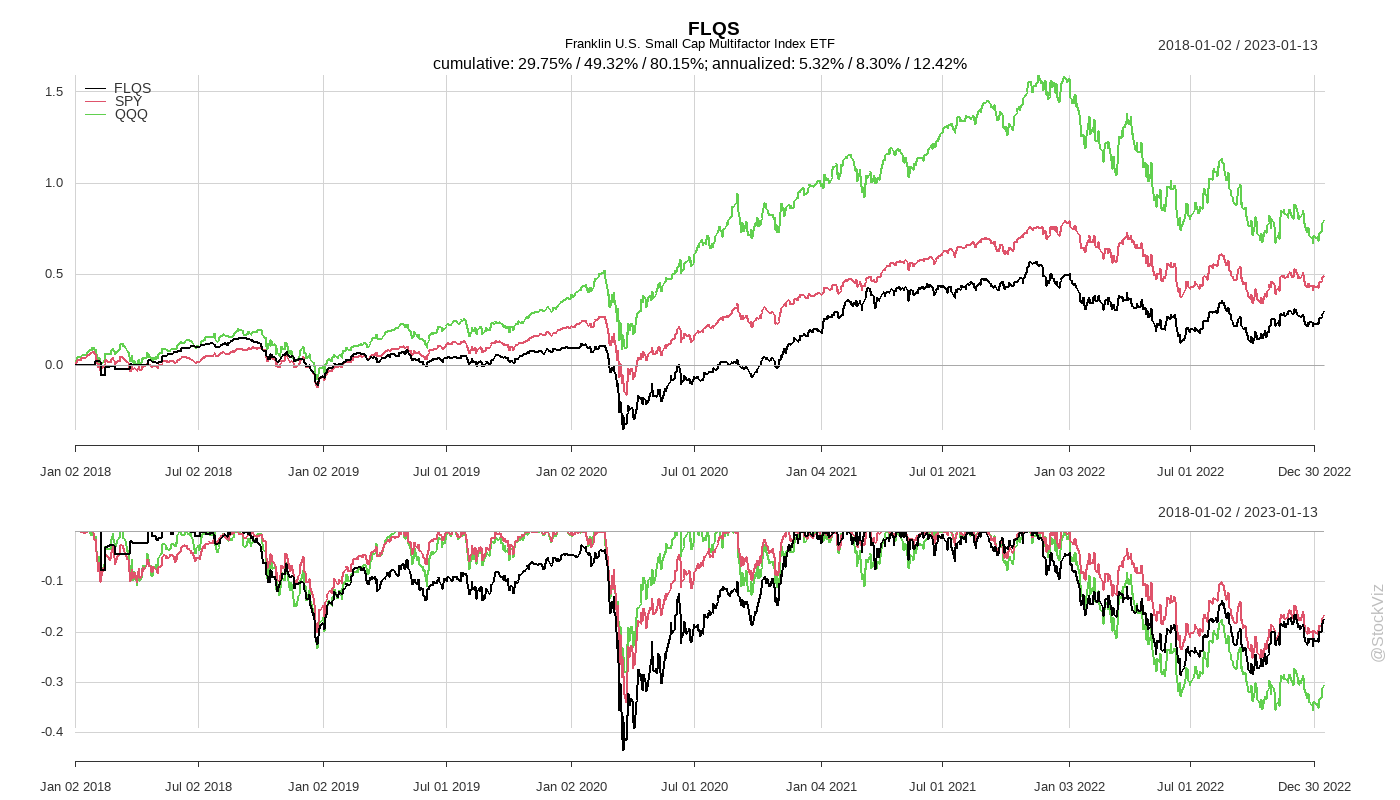 FLQS
Franklin U.S. Small Cap Multifactor Index ETF
2018-01-02 / 2023-01-13
cumulative: 29.75% / 49.32% / 80.15%; annualized: 5.32% / 8.30% / 12.42%
FLQS
SPY
QQQ
1.5
1.0
0.5
0.0
Jan 02 2018 Jul 02 2018 Jan 02 2019 Jul 01 2019 Jan 02 2020 Jul 01 2020 Jan 04 2021 Jul 01 2021 Jan 03 2022 Jul 01 2022 Dec 30 2022
2018-01-02 / 2023-01-13
-0.1
-0.2
-0.3
-0.4
Jan 02 2018 Jul 02 2018 Jan 02 2019 Jul 01 2019 Jan 02 2020 Jul 01 2020 Jan 04 2021 Jul 01 2021 Jan 03 2022 Jul 01 2022 Dec 30 2022
@StockViz